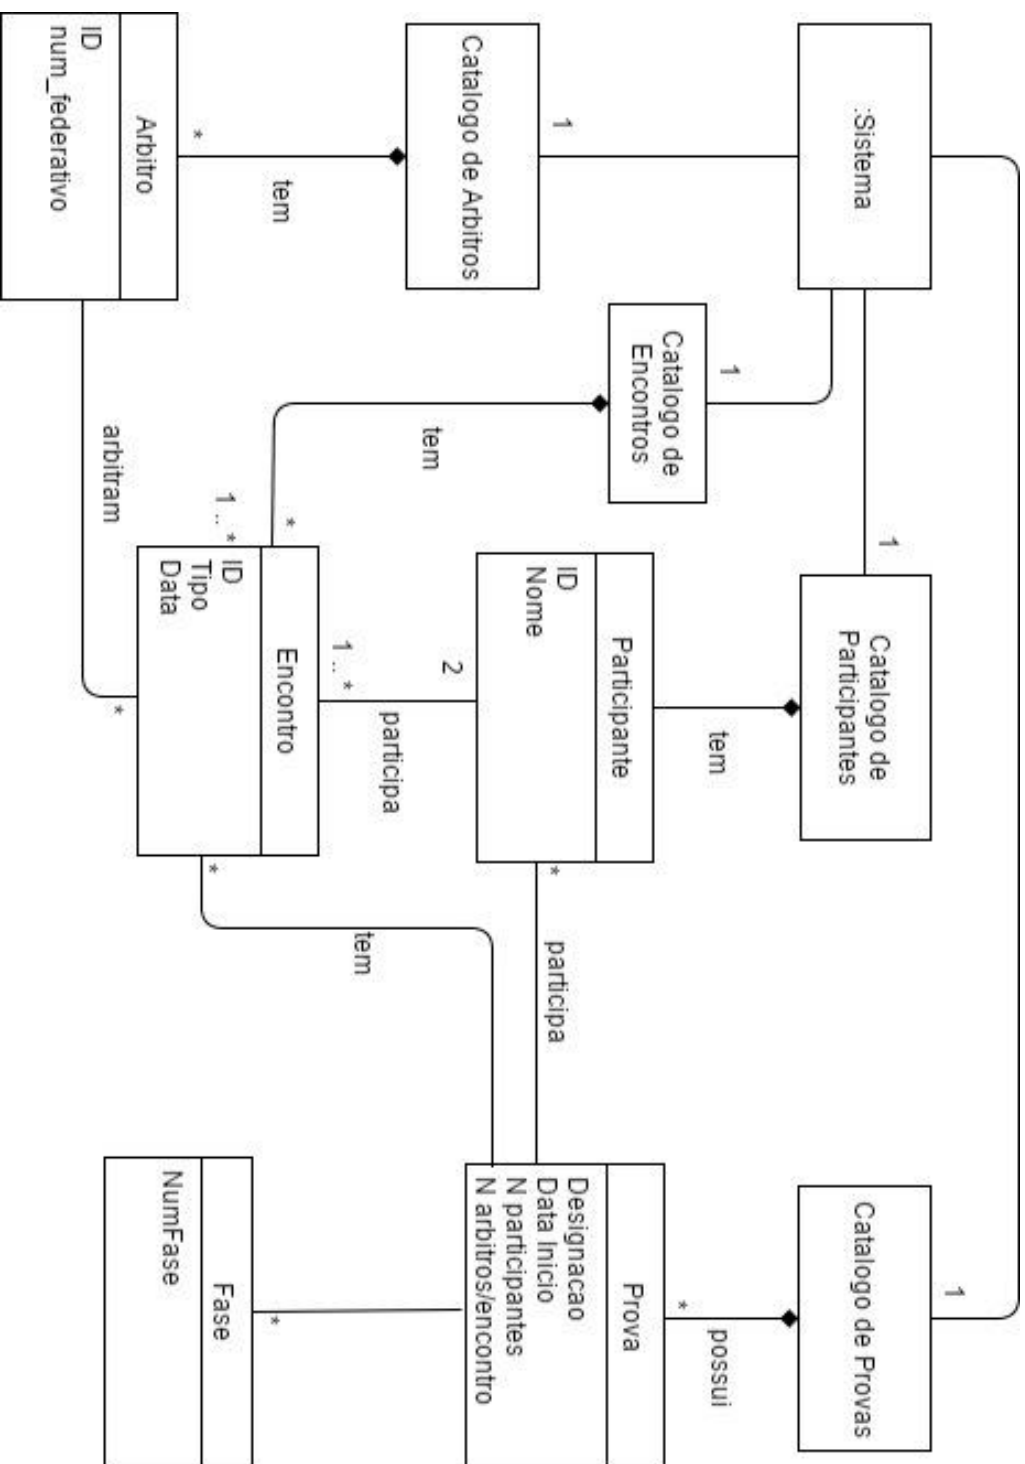 :Sistema
1
1
1
1
Catalogo de Arbitros
Catalogo de
Encontros
Catalogo de
Participantes
Catalogo de Provas
tem
*
tem
*
tem
possui
*
Arbitro
ID
num_federativo
Participante
ID
Nome
Prova
Designacao
Data Inicio
N participantes
N arbitros/encontro
2
participa
1 .. *
*
participa
Encontro
ID
Tipo
Data
1 .. *
arbitram
*
*
tem
*
Fase
NumFase